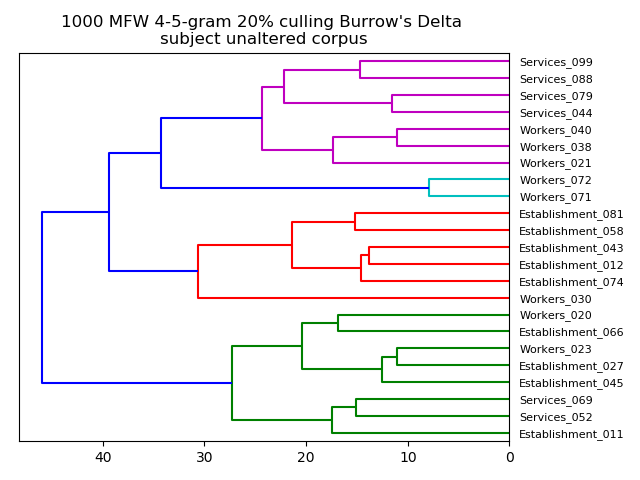 1000 MFW 4-5-gram 20% culling Burrow's Delta
subject unaltered corpus
Services_099
Services_088
Services_079
Services_044
Workers_040
Workers_038
Workers_021
Workers_072
Workers_071
Establishment_081
Establishment_058
Establishment_043
Establishment_012
Establishment_074
Workers_030
Workers_020
Establishment_066
Workers_023
Establishment_027
Establishment_045
Services_069
Services_052
Establishment_011
40 30 20 10 0